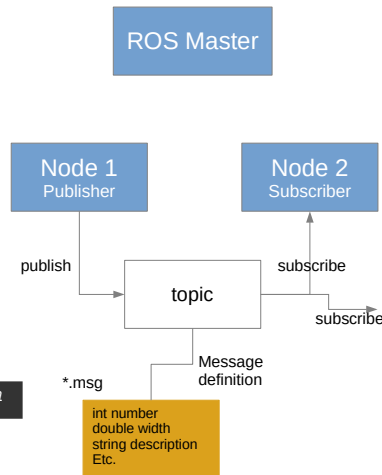 ROS Master
Node 1
Publisher
Node 2
Subscriber
publish
subscribe
topic
subscribe
Message
definition
*.msg
int number
double width
string description
Etc.